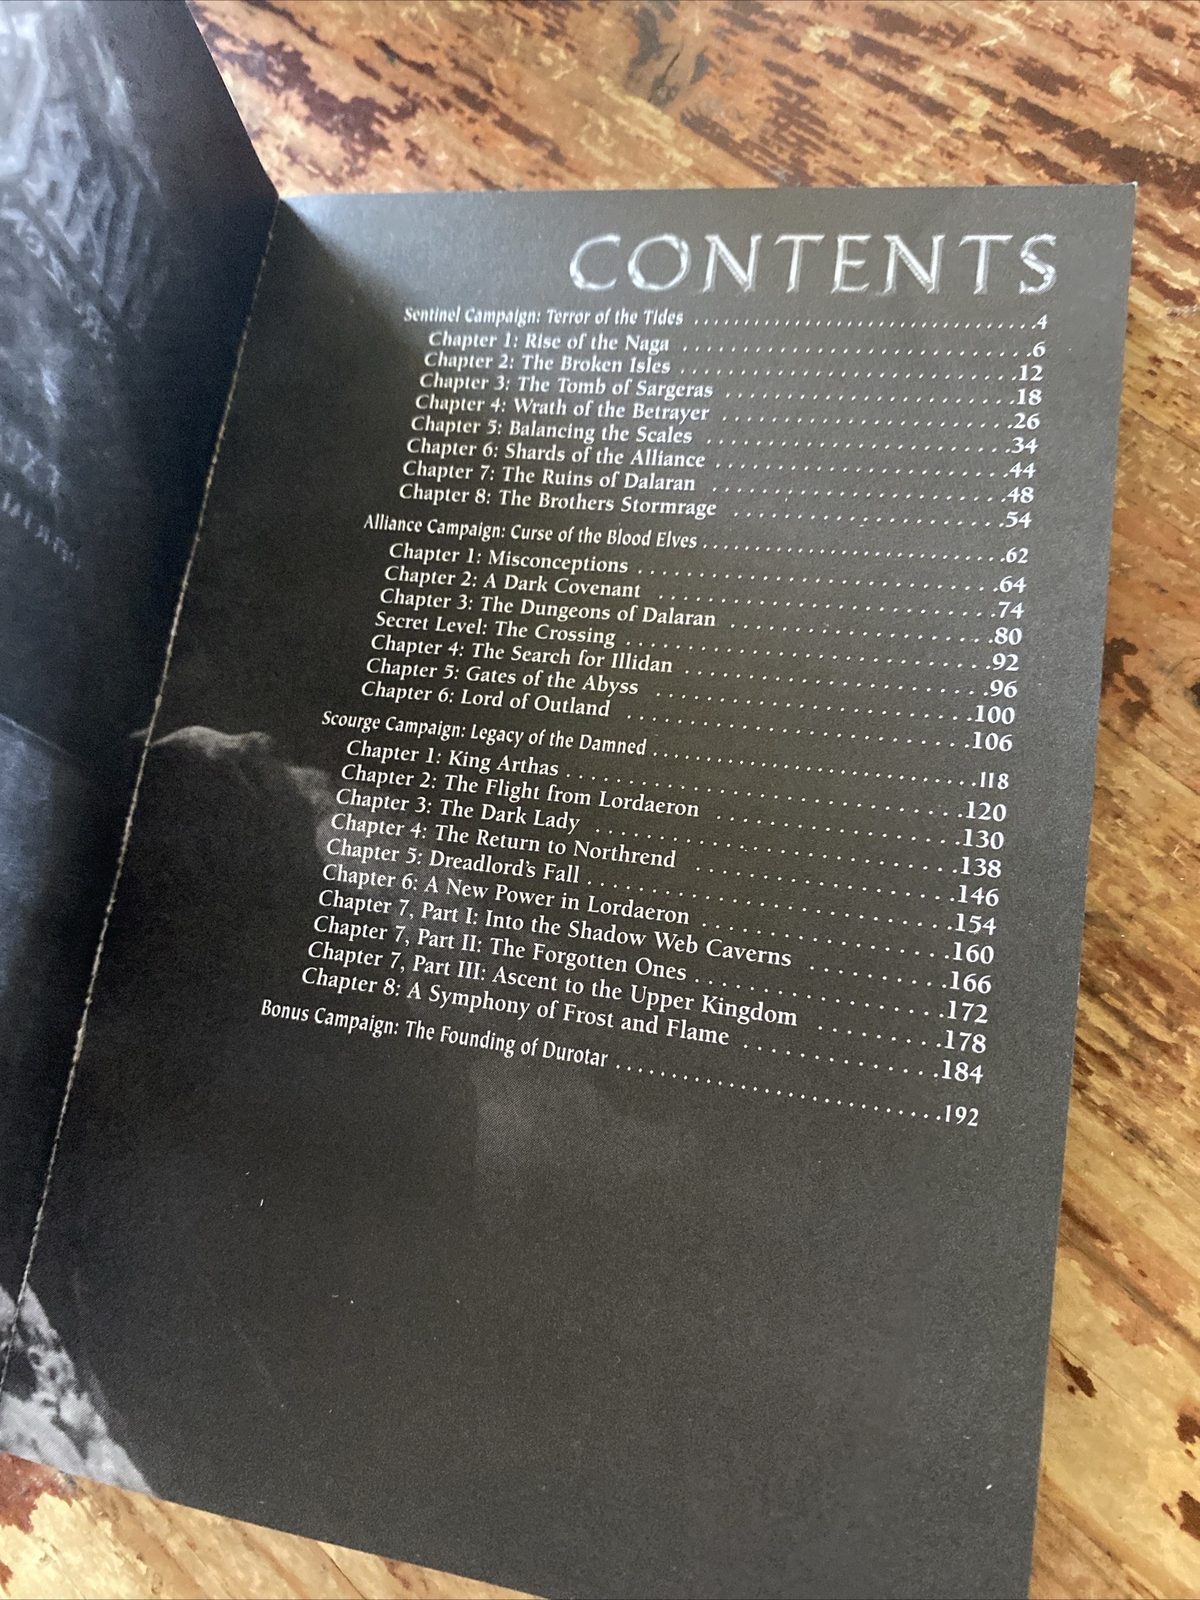 CONTENTS
Sentinel Campaign: Terror of the Tides ..................................4
Chapter 1: Rise of the Naga ..................................6
Chapter 2: The Broken Isles ..................................12
Chapter 3: The Tomb of Sargeras ..............................18
Chapter 4: Wrath of the Betrayer ..............................26
Chapter 5: Balancing the Scales ..............................34
Chapter 6: Shards of the Alliance ..............................44
Chapter 7: The Ruins of Dalaran ..............................48
Chapter 8: The Brothers Stormrage ..............................54
Alliance Campaign: Curse of the Blood Elves ..............................62
Chapter 1: Misconceptions ..................................64
Chapter 2: A Dark Covenant ..................................74
Chapter 3: The Dungeons of Dalaran ..........................80
Secret Level: The Crossing ..................................92
Chapter 4: The Search for Illidan ..............................96
Chapter 5: Gates of the Abyss ..............................100
Chapter 6: Lord of Outland ..................................106
Scourge Campaign: Legacy of the Damned ..............................118
Chapter 1: King Arthas ..................................120
Chapter 2: The Flight from Lordaeron ......................130
Chapter 3: The Dark Lady ..............................138
Chapter 4: The Return to Northrend ......................146
Chapter 5: Dreadlord's Fall ..............................154
Chapter 6: A New Power in Lordaeron ......................160
Chapter 7, Part I: Into the Shadow Web Caverns ............166
Chapter 7, Part II: The Forgotten Ones ......................172
Chapter 7, Part III: Ascent to the Upper Kingdom ............178
Chapter 8: A Symphony of Frost and Flame ..................184
Bonus Campaign: The Founding of Durotar ..............................192